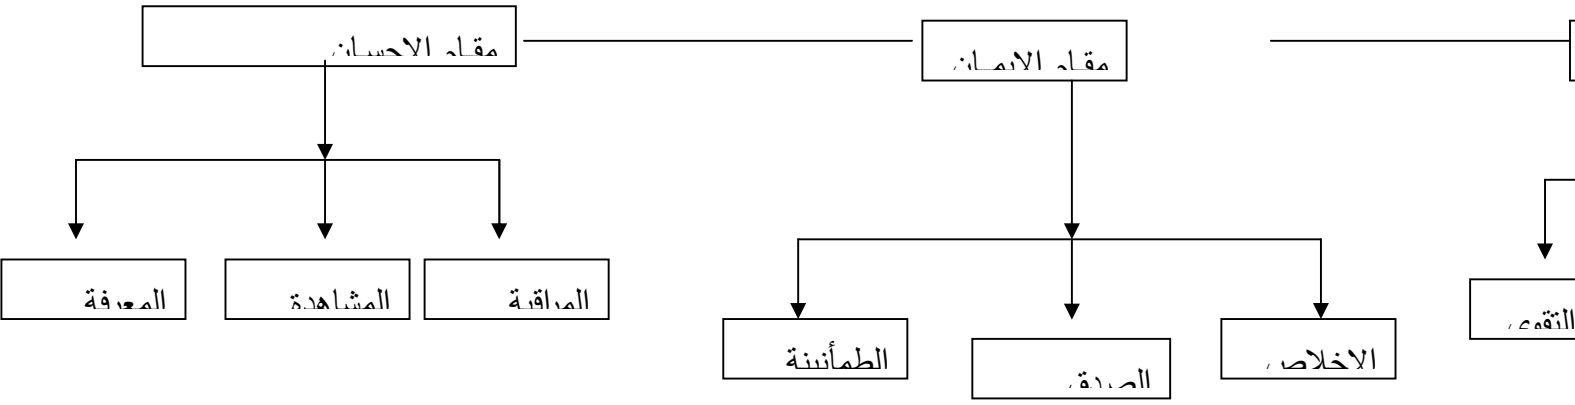 مقام الايمان
مقام الاحسان
التقوى
الاخلاص
الصدق
الطمأنينة
المراقبة
المشاهدة
المعرفة